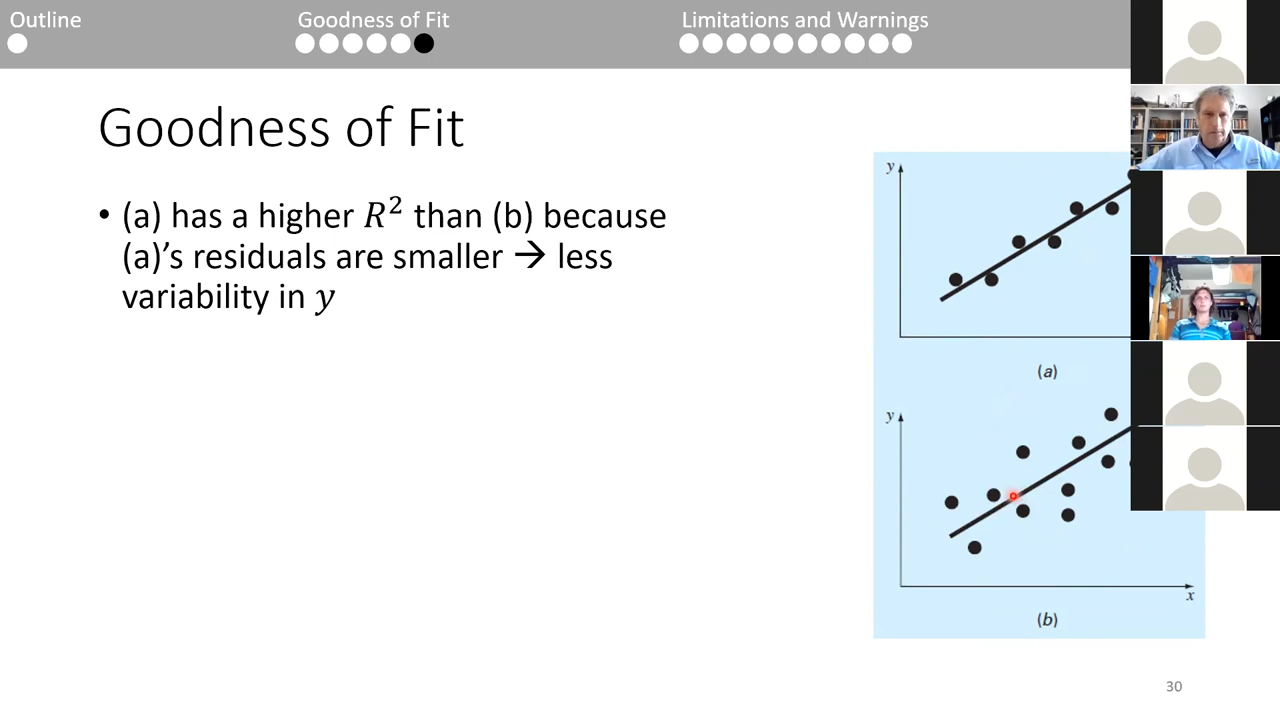 Outline
Goodness of Fit
Limitations and Warnings
Goodness of Fit
• (a) has a higher 𝑅² than (b) because
(a)’s residuals are smaller → less
variability in 𝑦
y
(a)
y
x
(b)
30